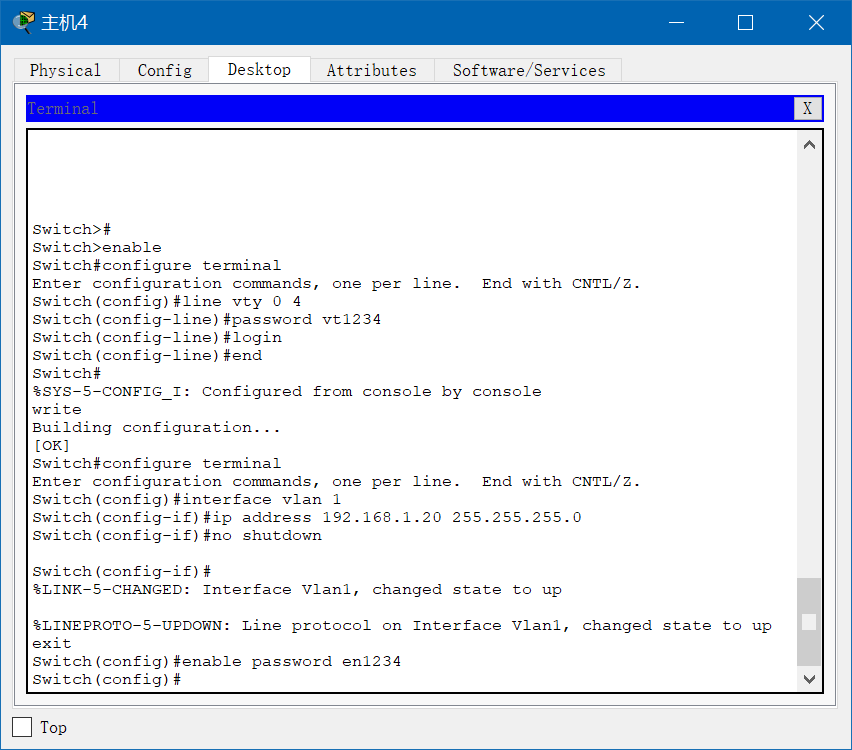 主机4
Physical Config Desktop Attributes Software/Services
Terminal X
Switch>#
Switch>enable
Switch#configure terminal
Enter configuration commands, one per line.  End with CNTL/Z.
Switch(config)#line vty 0 4
Switch(config-line)#password vt1234
Switch(config-line)#login
Switch(config-line)#end
Switch#
%SYS-5-CONFIG_I: Configured from console by console
write
Building configuration...
[OK]
Switch#configure terminal
Enter configuration commands, one per line.  End with CNTL/Z.
Switch(config)#interface vlan 1
Switch(config-if)#ip address 192.168.1.20 255.255.255.0
Switch(config-if)#no shutdown
Switch(config-if)#
%LINK-5-CHANGED: Interface Vlan1, changed state to up
%LINEPROTO-5-UPDOWN: Line protocol on Interface Vlan1, changed state to up
exit
Switch(config)#enable password en1234
Switch(config)#
Top